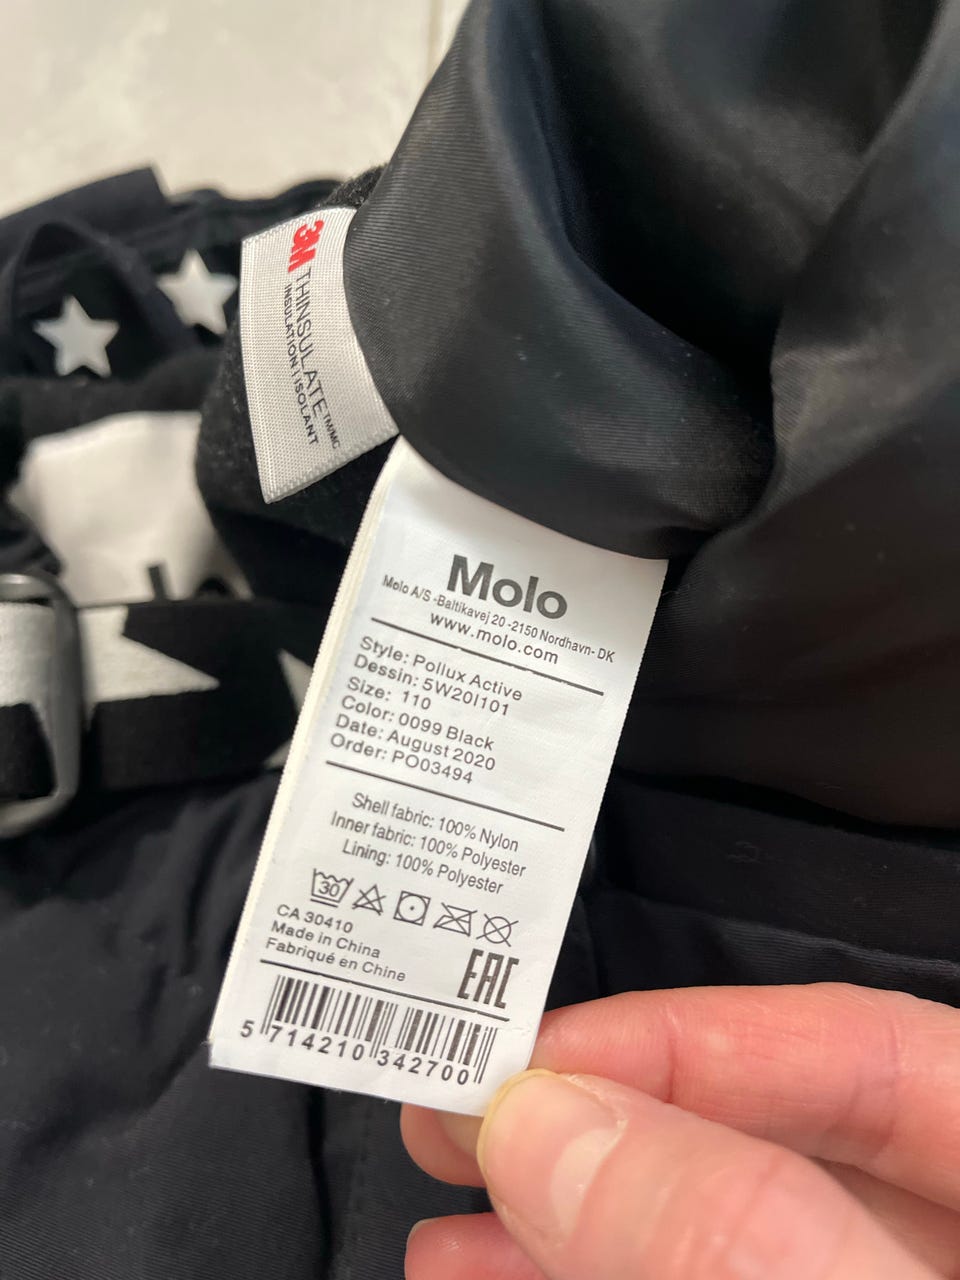 3M
THINSULATE™/MC
INSULATION | ISOLANT
Molo
Molo A/S -Baltikavej 20 -2150 Nordhavn- DK
www.molo.com
Style: Pollux Active
Dessin: 5W20I101
Size: 110
Color: 0099 Black
Date: August 2020
Order: PO03494
Shell fabric: 100% Nylon
Inner fabric: 100% Polyester
Lining: 100% Polyester
30
CA 30410
Made in China
Fabriqué en Chine
EAC
5 714210 342700